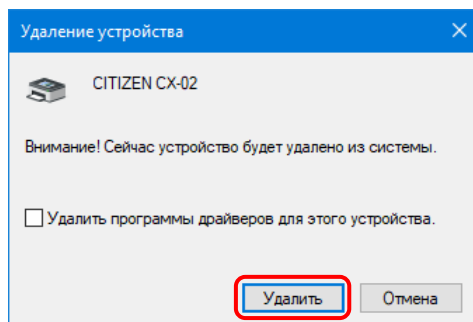 Удаление устройства
CITIZEN CX-02
Внимание! Сейчас устройство будет удалено из системы.
Удалить программы драйверов для этого устройства.
Удалить Отмена